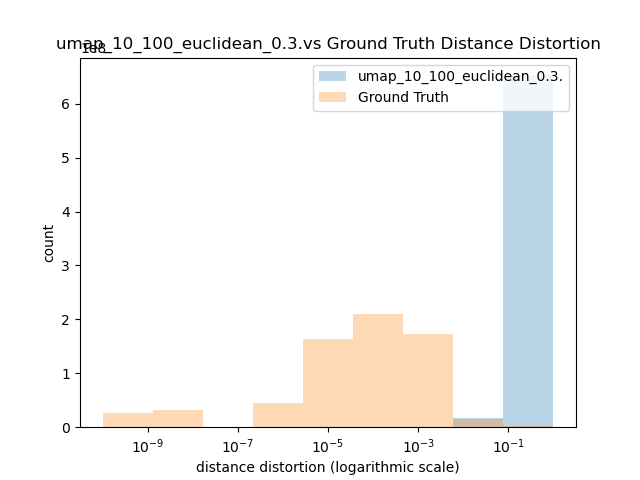 umap_10_100_euclidean_0.3.vs Ground Truth Distance Distortion
1e8
umap_10_100_euclidean_0.3.
Ground Truth
6
5
4
3
2
1
0
count
10⁻⁹ 10⁻⁷ 10⁻⁵ 10⁻³ 10⁻¹
distance distortion (logarithmic scale)